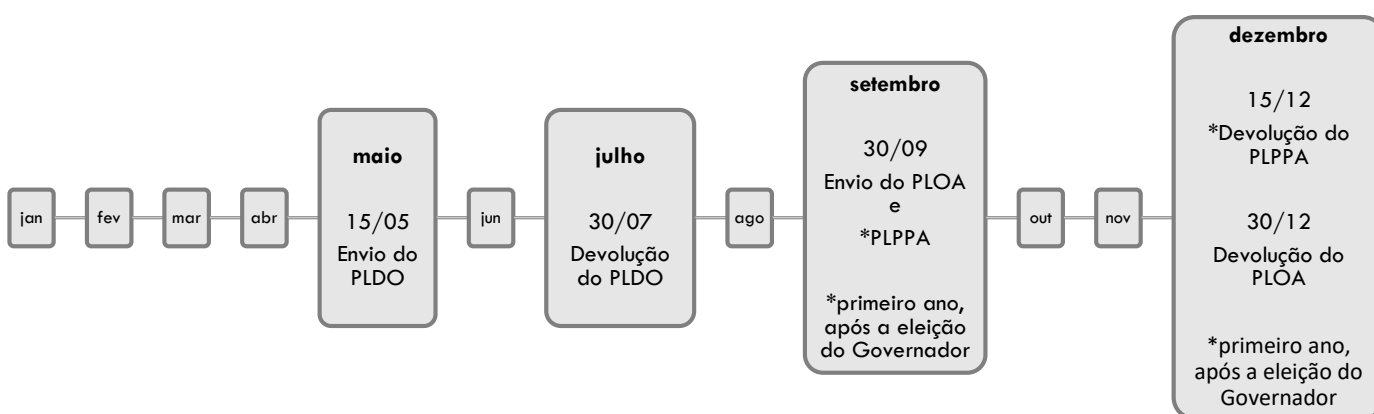 jan
fev
mar
abr
maio
15/05
Envio do
PLDO
jun
julho
30/07
Devolução
do PLDO
ago
setembro
30/09
Envio do PLOA
e
*PLPPA
*primeiro ano,
após a eleição
do Governador
out
nov
dezembro
15/12
*Devolução do
PLPPA
30/12
Devolução do
PLOA
*primeiro ano,
após a eleição do
Governador